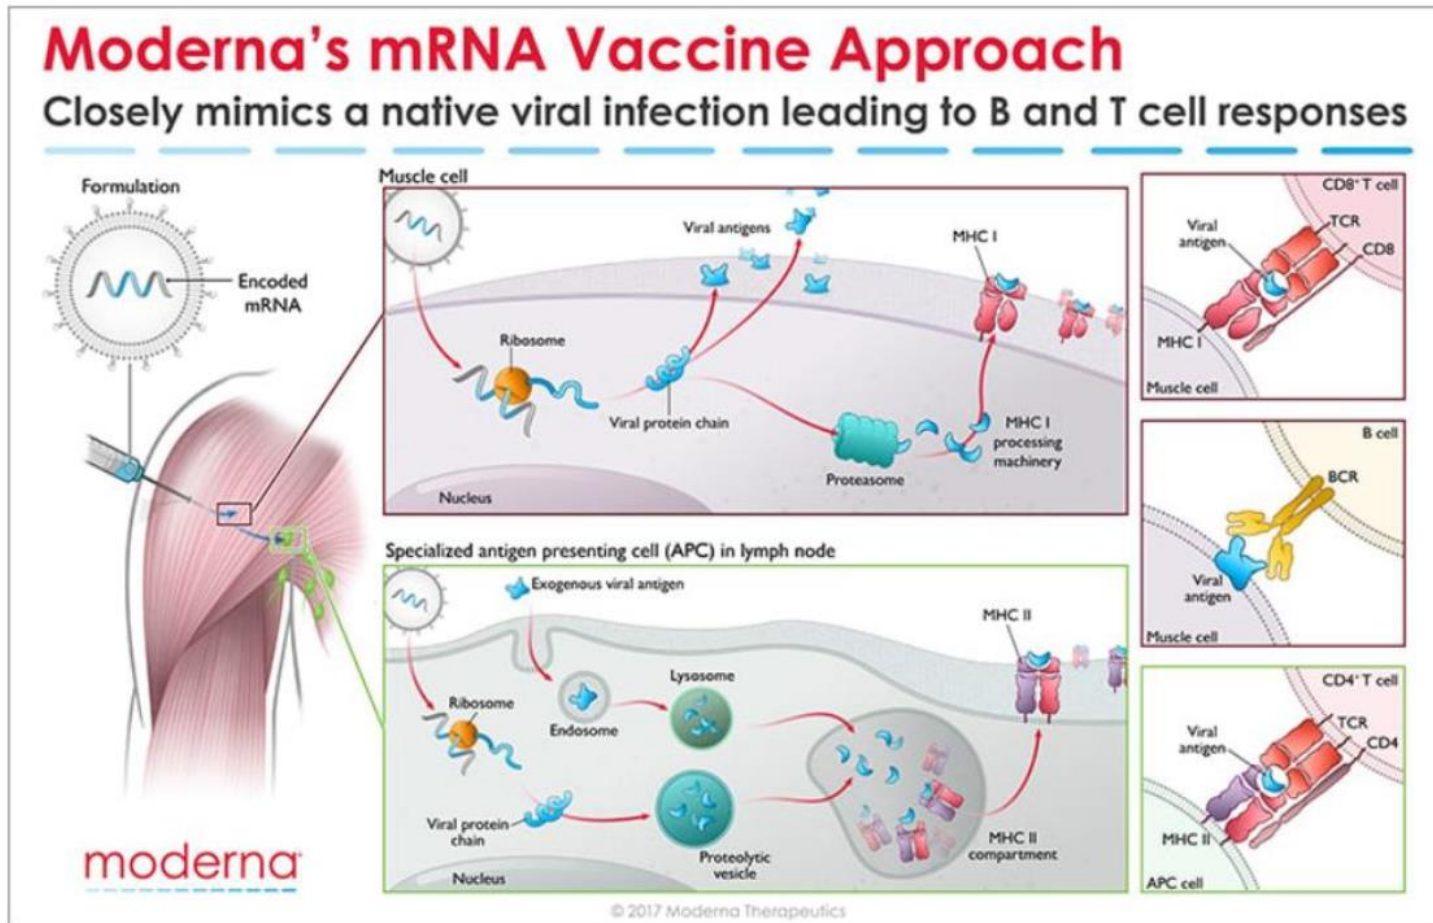 Moderna's mRNA Vaccine Approach
Closely mimics a native viral infection leading to B and T cell responses
Formulation
Encoded
mRNA
Muscle cell
Viral antigens
MHC I
Ribosome
Viral protein chain
MHC I
processing
machinery
Proteasome
Nucleus
CD8⁺ T cell
Viral
antigen
TCR
CD8
MHC I
Muscle cell
B cell
BCR
Viral
antigen
Muscle cell
Specialized antigen presenting cell (APC) in lymph node
Exogenous viral antigen
MHC II
Lysosome
Ribosome
Endosome
Viral protein
chain
Proteolytic
vesicle
MHC II
compartment
Nucleus
CD4⁺ T cell
Viral
antigen
TCR
CD4
MHC II
APC cell
moderna
© 2017 Moderna Therapeutics